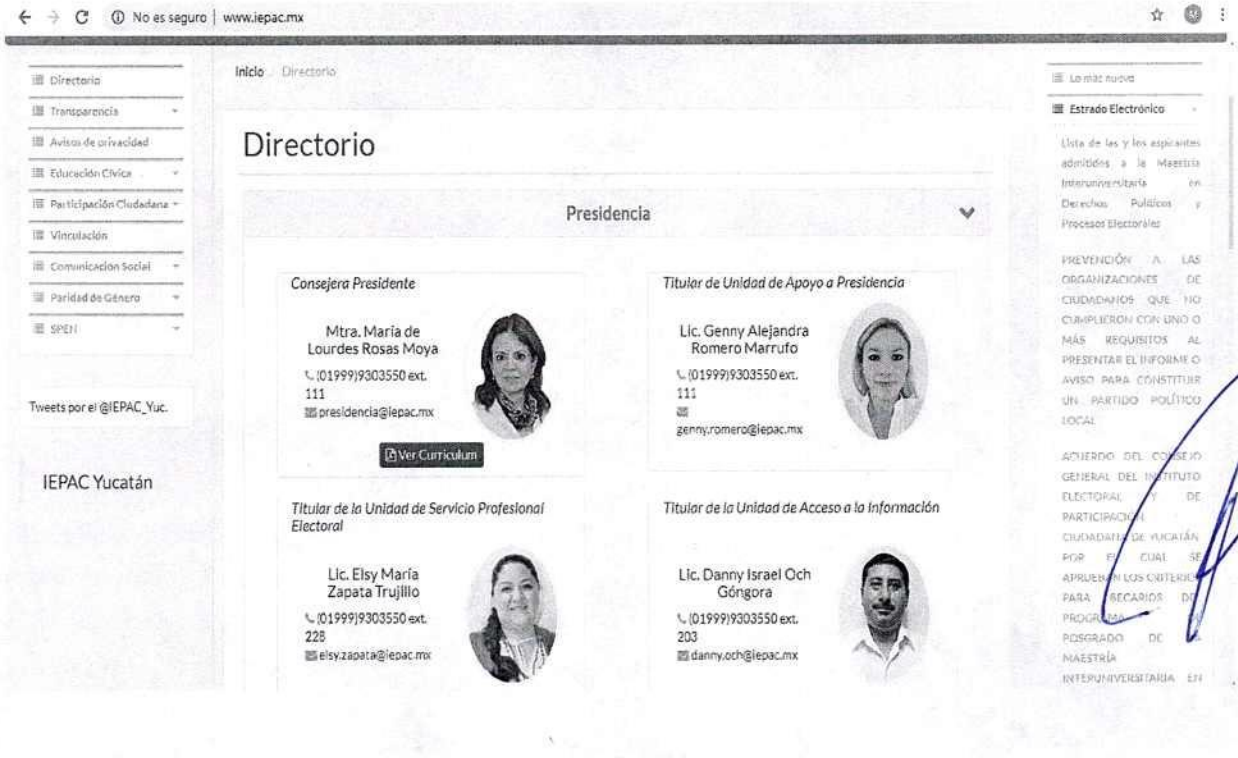 No es seguro | www.iepac.mx
Directorio
Transparencia
Avisos de privacidad
Educación Cívica
Participación Ciudadana
Vinculación
Comunicación Social
Paridad de Género
SPEN
Tweets por el @IEPAC_Yuc.
IEPAC Yucatán
Inicio Directorio
Directorio
Presidencia
Consejera Presidente
Mtra. María de
Lourdes Rosas Moya
(01999)9303550 ext.
111
presidencia@iepac.mx
Ver Curriculum
Titular de Unidad de Apoyo a Presidencia
Lic. Genny Alejandra
Romero Marrufo
(01999)9303550 ext.
111
genny.romero@iepac.mx
Titular de la Unidad de Servicio Profesional
Electoral
Lic. Elsy María
Zapata Trujillo
(01999)9303550 ext.
228
elsy.zapata@iepac.mx
Titular de la Unidad de Acceso a la Información
Lic. Danny Israel Och
Góngora
(01999)9303550 ext.
203
danny.och@iepac.mx
Lo más nuevo
Estrado Electrónico
Lista de las y los aspirantes
admitidos a la Maestría
Interuniversitaria en
Derechos Políticos y
Procesos Electorales
PREVENCIÓN A LAS
ORGANIZACIONES DE
CIUDADANOS QUE NO
CUMPLIERON CON UNO O
MÁS REQUISITOS AL
PRESENTAR EL INFORME O
AVISO PARA CONSTITUIR
UN PARTIDO POLÍTICO
LOCAL
ACUERDO DEL CONSEJO
GENERAL DEL INSTITUTO
ELECTORAL Y DE
PARTICIPACIÓN
CIUDADANA DE YUCATÁN
POR EL CUAL SE
APRUEBAN LOS CRITERIOS
PARA BECARIOS
PROGRAMA
POSGRADO DE
MAESTRÍA
INTERUNIVERSITARIA EN